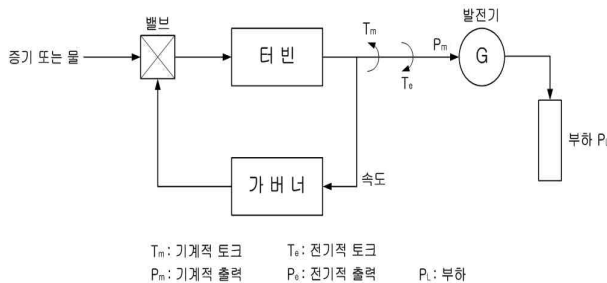 발전기
밸브
증기 또는 물
터 빈
Tm
Te
Pm
G
부하 PL
가 버 너
속도
Tm : 기계적 토크 Te : 전기적 토크
Pm : 기계적 출력 Pe : 전기적 출력 PL : 부하